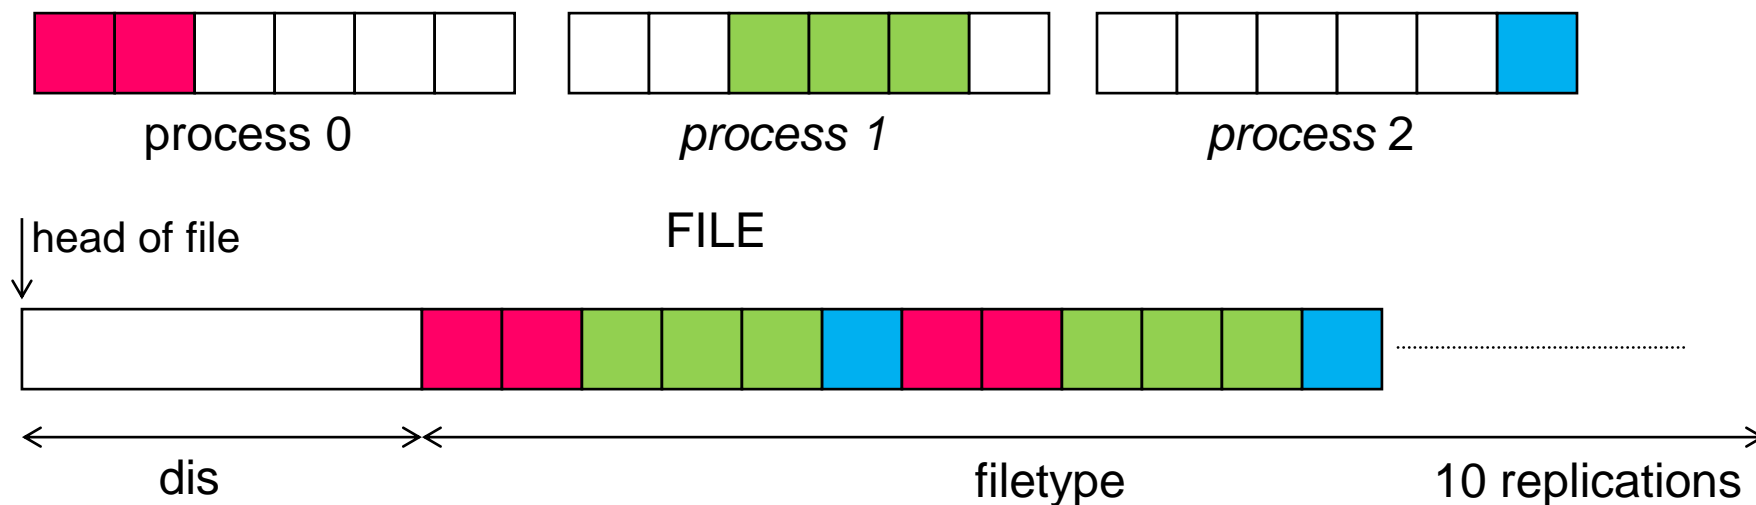 process 0
process 1
process 2
head of file
FILE
dis
filetype
10 replications